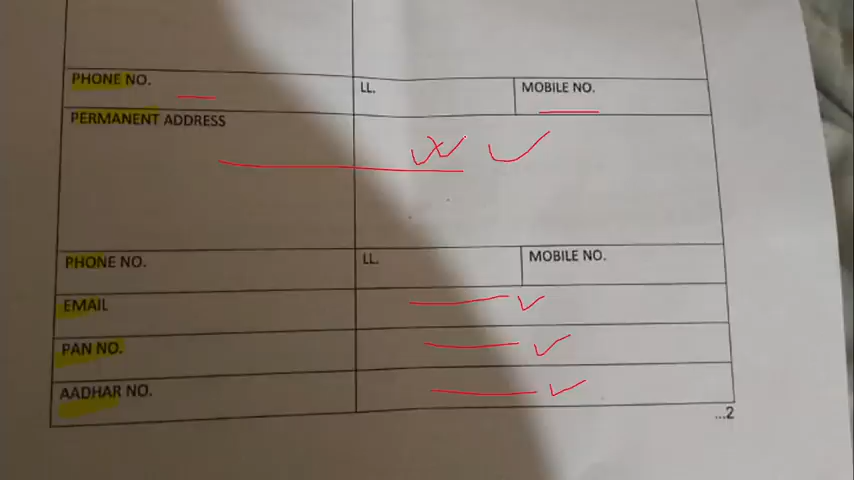 PHONE NO. LL. MOBILE NO.
PERMANENT ADDRESS
PHONE NO. LL. MOBILE NO.
EMAIL
PAN NO.
AADHAR NO.
...2